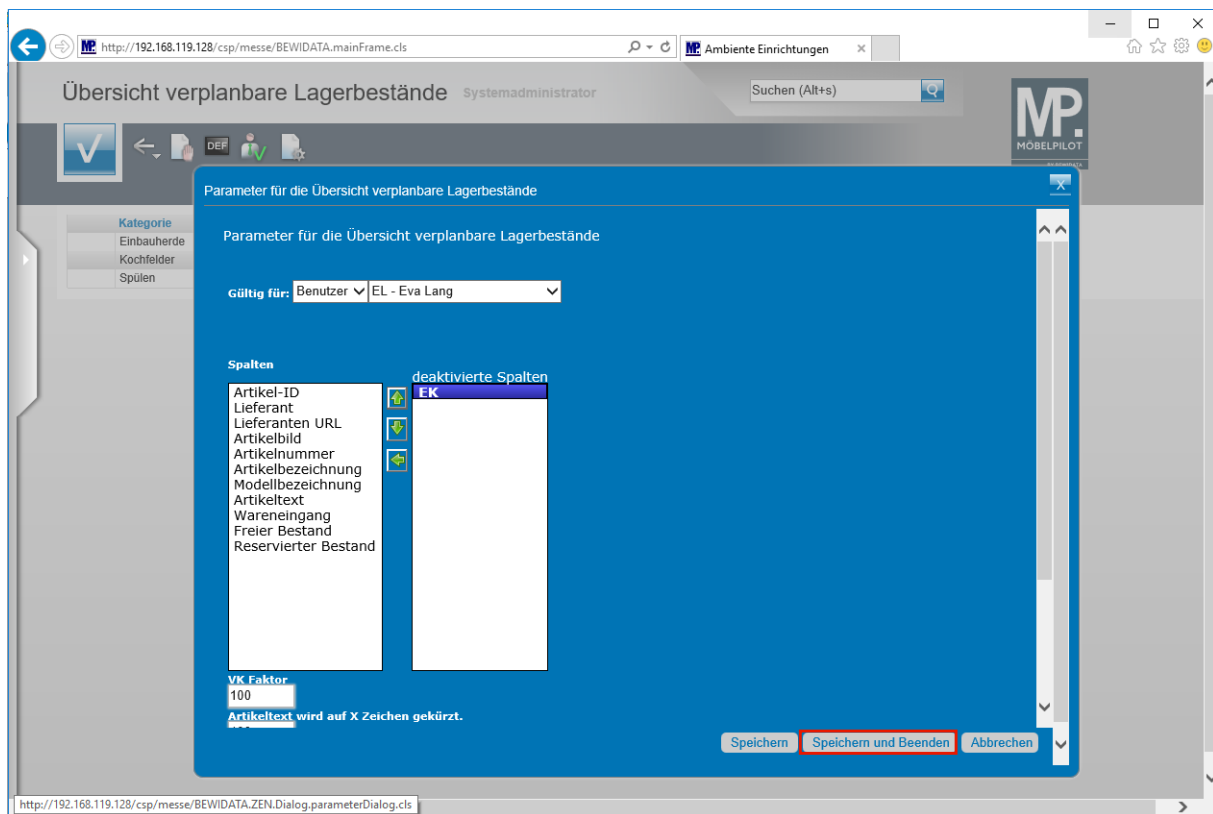 http://192.168.119.128/csp/messe/BEWIDATA.mainFrame.cls
MP. Ambiente Einrichtungen
Übersicht verplanbare Lagerbestände Systemadministrator
Suchen (Alt+s)
MP.
MÖBELPILOT
DEF
Parameter für die Übersicht verplanbare Lagerbestände
X
Kategorie
Einbauherde
Kochfelder
Spülen
Parameter für die Übersicht verplanbare Lagerbestände
Gültig für: Benutzer EL - Eva Lang
Spalten
deaktivierte Spalten
Artikel-ID
Lieferant
Lieferanten URL
Artikelbild
Artikelnummer
Artikelbezeichnung
Modellbezeichnung
Artikeltext
Wareneingang
Freier Bestand
Reservierter Bestand
EK
VK Faktor
100
Artikeltext wird auf X Zeichen gekürzt.
Speichern Speichern und Beenden Abbrechen
http://192.168.119.128/csp/messe/BEWIDATA.ZEN.Dialog.parameterDialog.cls